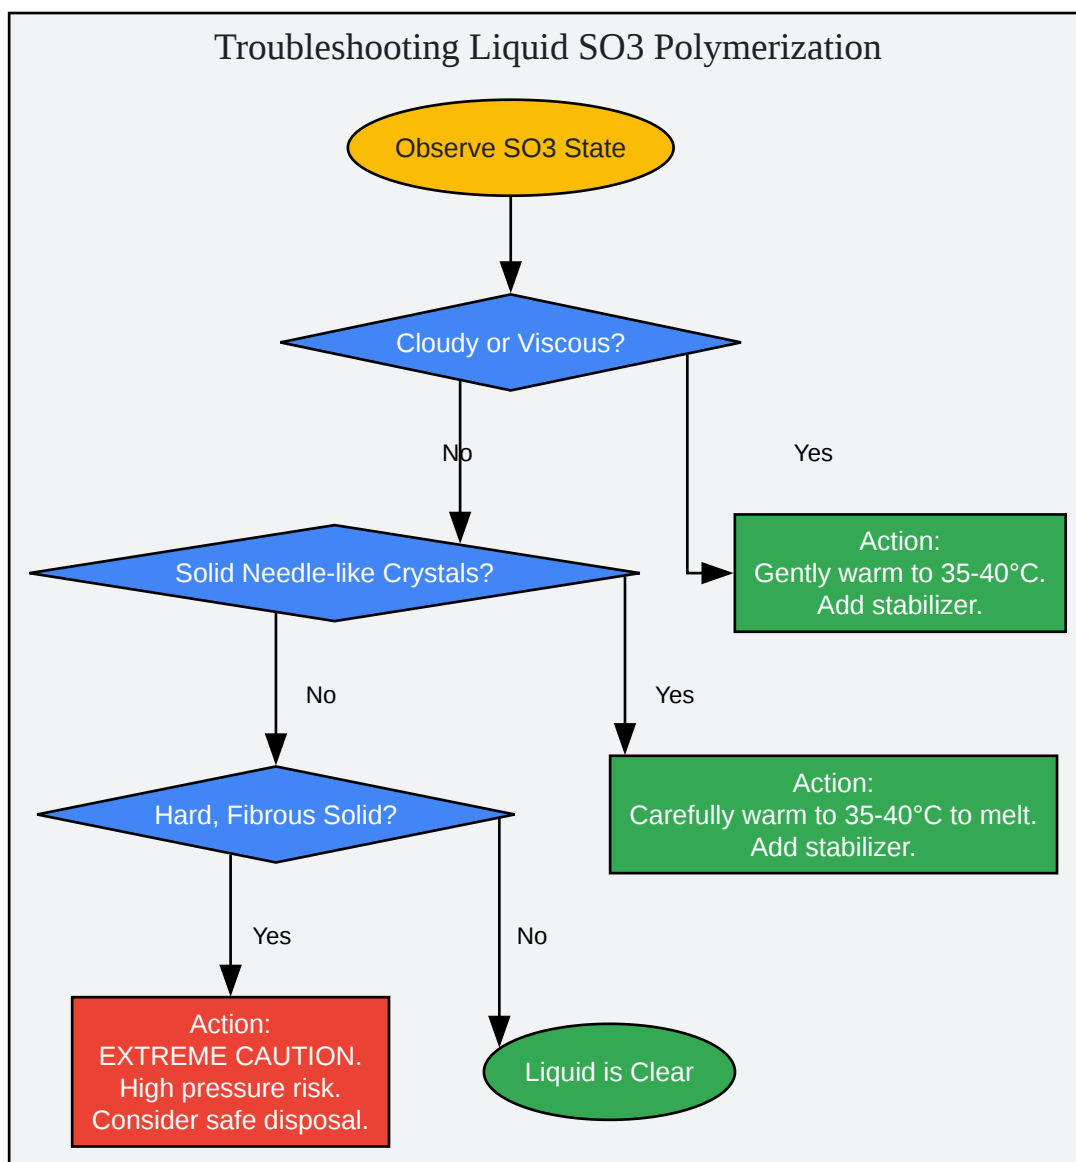 Troubleshooting Liquid SO3 Polymerization
Observe SO3 State
Cloudy or Viscous?
No
Yes
Action:
Gently warm to 35-40°C.
Add stabilizer.
Solid Needle-like Crystals?
No
Yes
Action:
Carefully warm to 35-40°C to melt.
Add stabilizer.
Hard, Fibrous Solid?
Yes
No
Action:
EXTREME CAUTION.
High pressure risk.
Consider safe disposal.
Liquid is Clear